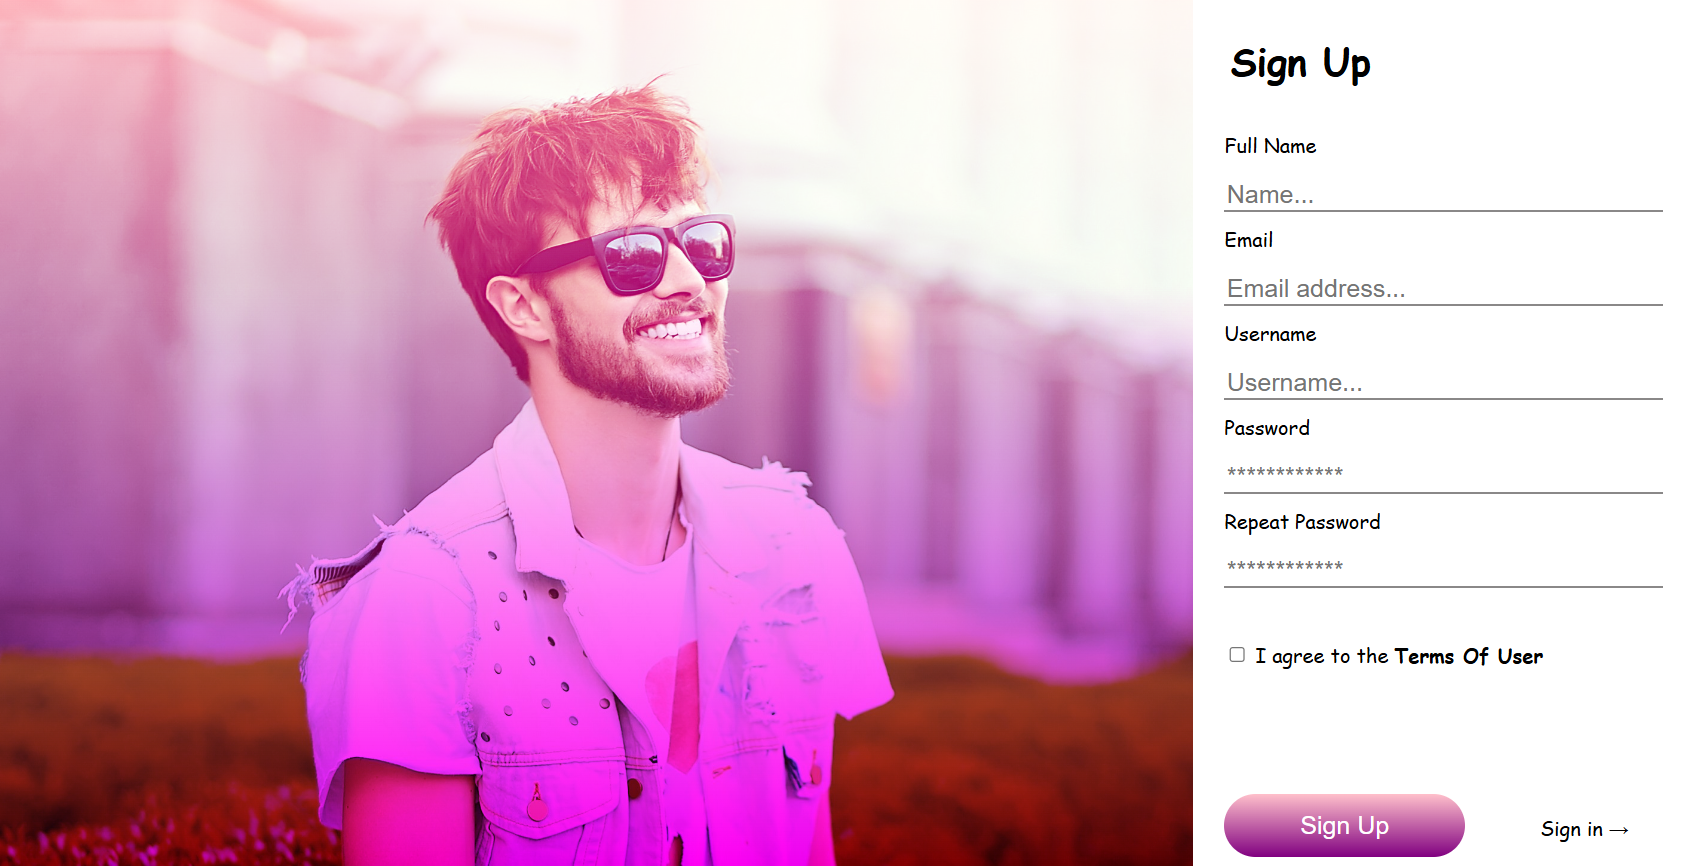 Sign Up
Full Name
Name...
Email
Email address...
Username
Username...
Password
************
Repeat Password
************
I agree to the Terms Of User
Sign Up
Sign in →